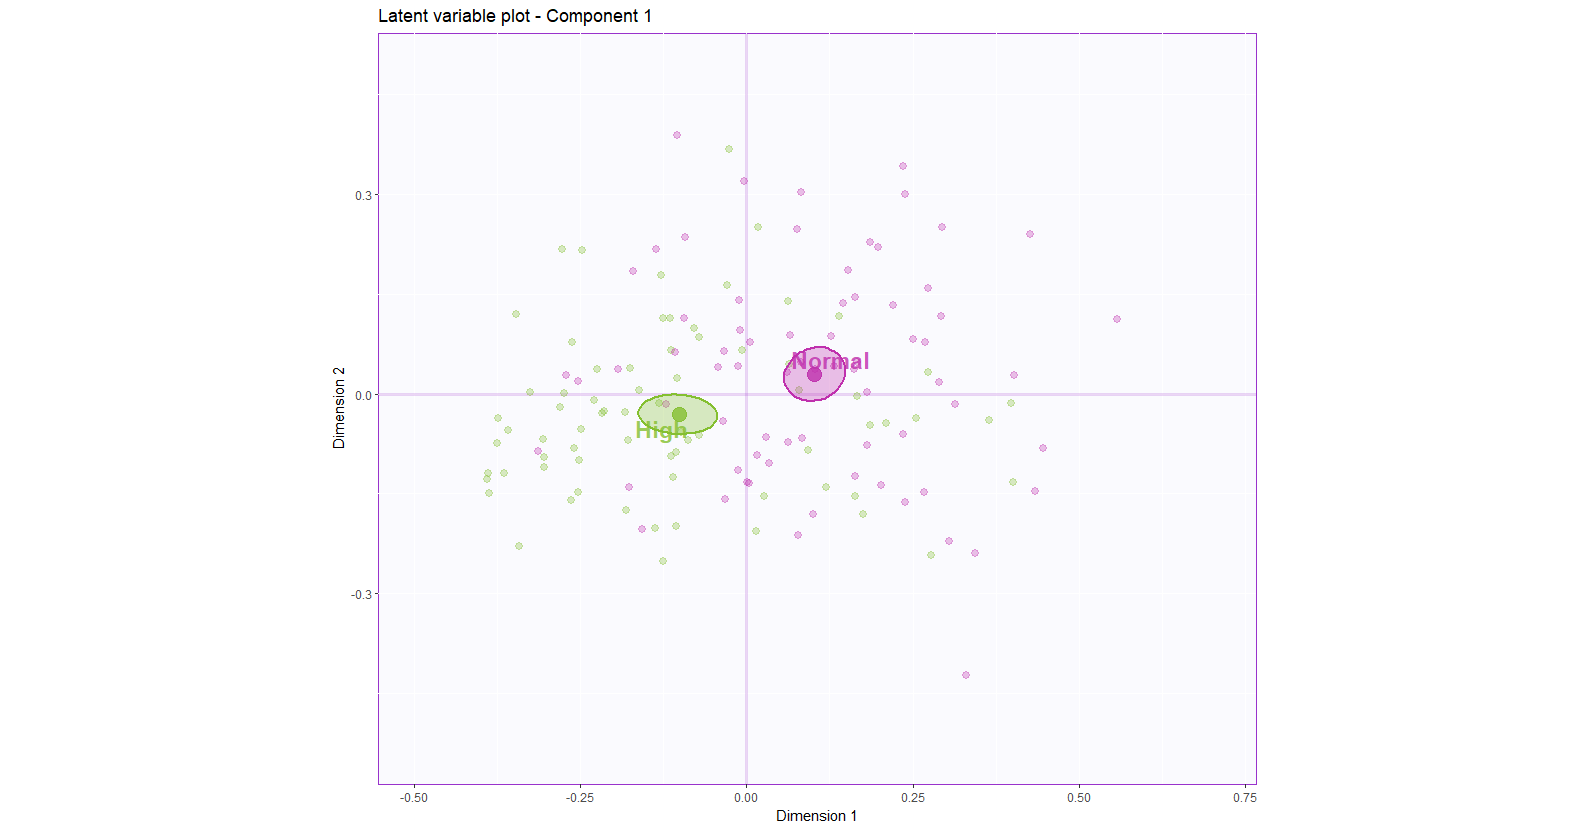 Latent variable plot - Component 1
0.3
0.0
-0.3
Dimension 2
Normal
High
-0.50
-0.25
0.00
0.25
0.50
0.75
Dimension 1